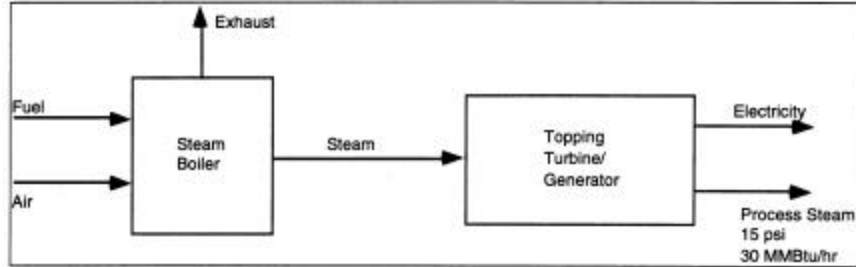 Exhaust
Fuel
Air
Steam
Boiler
Steam
Topping
Turbine/
Generator
Electricity
Process Steam
15 psi
30 MMBtu/hr